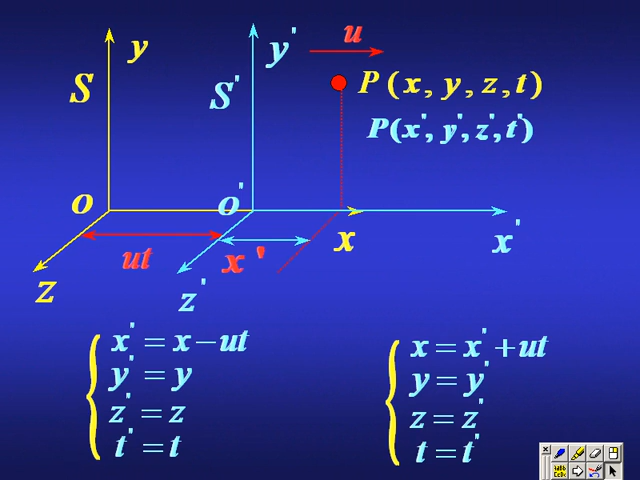 y
y'
u
S
S'
P ( x , y , z , t )
P(x', y', z', t')
o
o'
ut
x'
x
x'
z
z'
x' = x − ut
y' = y
z' = z
t' = t
x = x' + ut
y = y'
z = z'
t = t'